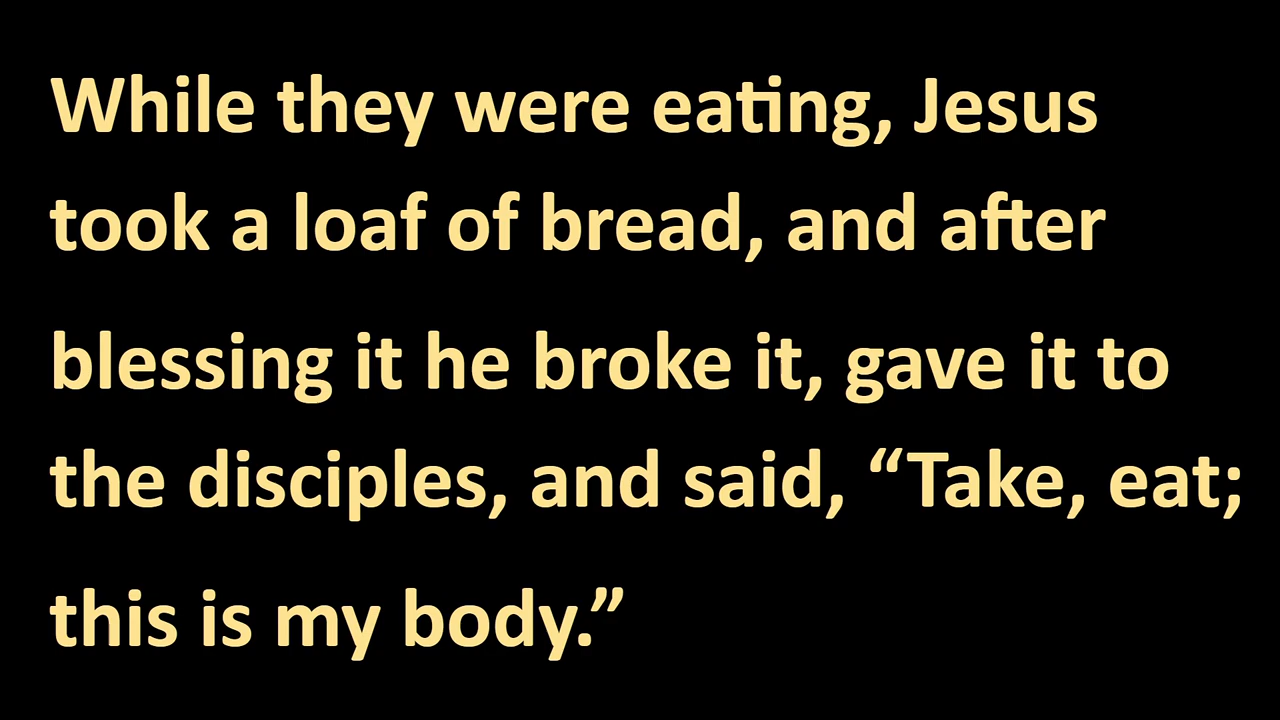 While they were eating, Jesus
took a loaf of bread, and after
blessing it he broke it, gave it to
the disciples, and said, “Take, eat;
this is my body.”